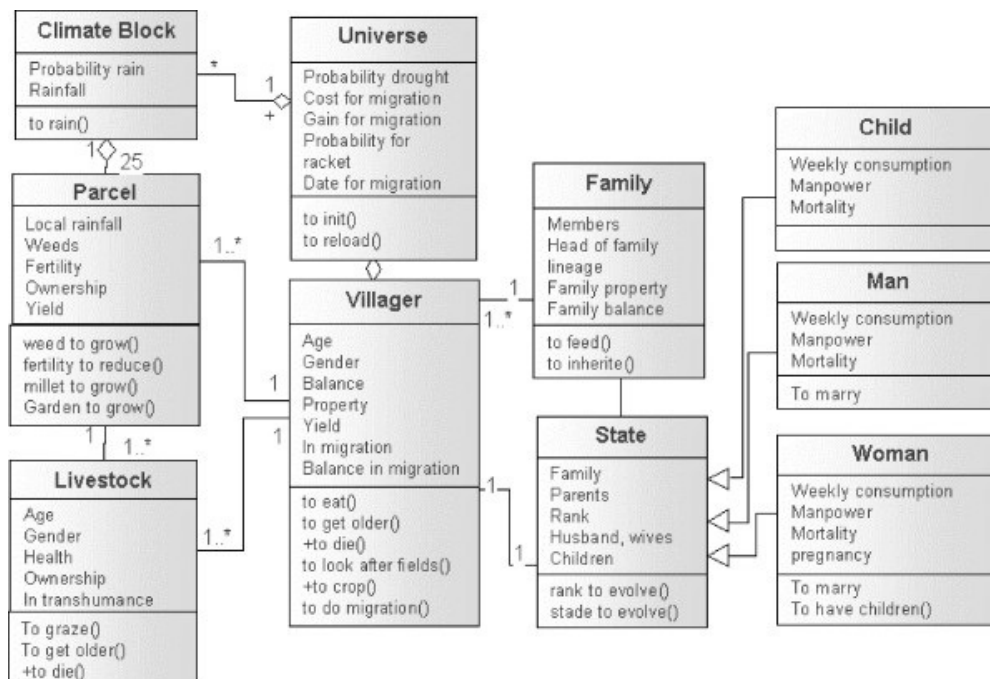 Climate Block
Probability rain
Rainfall
to rain()
*
1
+
Universe
Probability drought
Cost for migration
Gain for migration
Probability for
racket
Date for migration
to init()
to reload()
1
25
Parcel
Local rainfall
Weeds
Fertility
Ownership
Yield
weed to grow()
fertility to reduce()
millet to grow()
Garden to grow()
1..*
1
1
1
1..*
Livestock
Age
Gender
Health
Ownership
In transhumance
To graze()
To get older()
+to die()
1..*
Villager
Age
Gender
Balance
Property
Yield
In migration
Balance in migration
to eat()
to get older()
+to die()
to look after fields()
+to crop()
to do migration()
1
1..*
Family
Members
Head of family
lineage
Family property
Family balance
to feed()
to inherite()
1
1
State
Family
Parents
Rank
Husband, wives
Children
rank to evolve()
stade to evolve()
Child
Weekly consumption
Manpower
Mortality
Man
Weekly consumption
Manpower
Mortality
To marry
Woman
Weekly consumption
Manpower
Mortality
pregnancy
To marry
To have children()